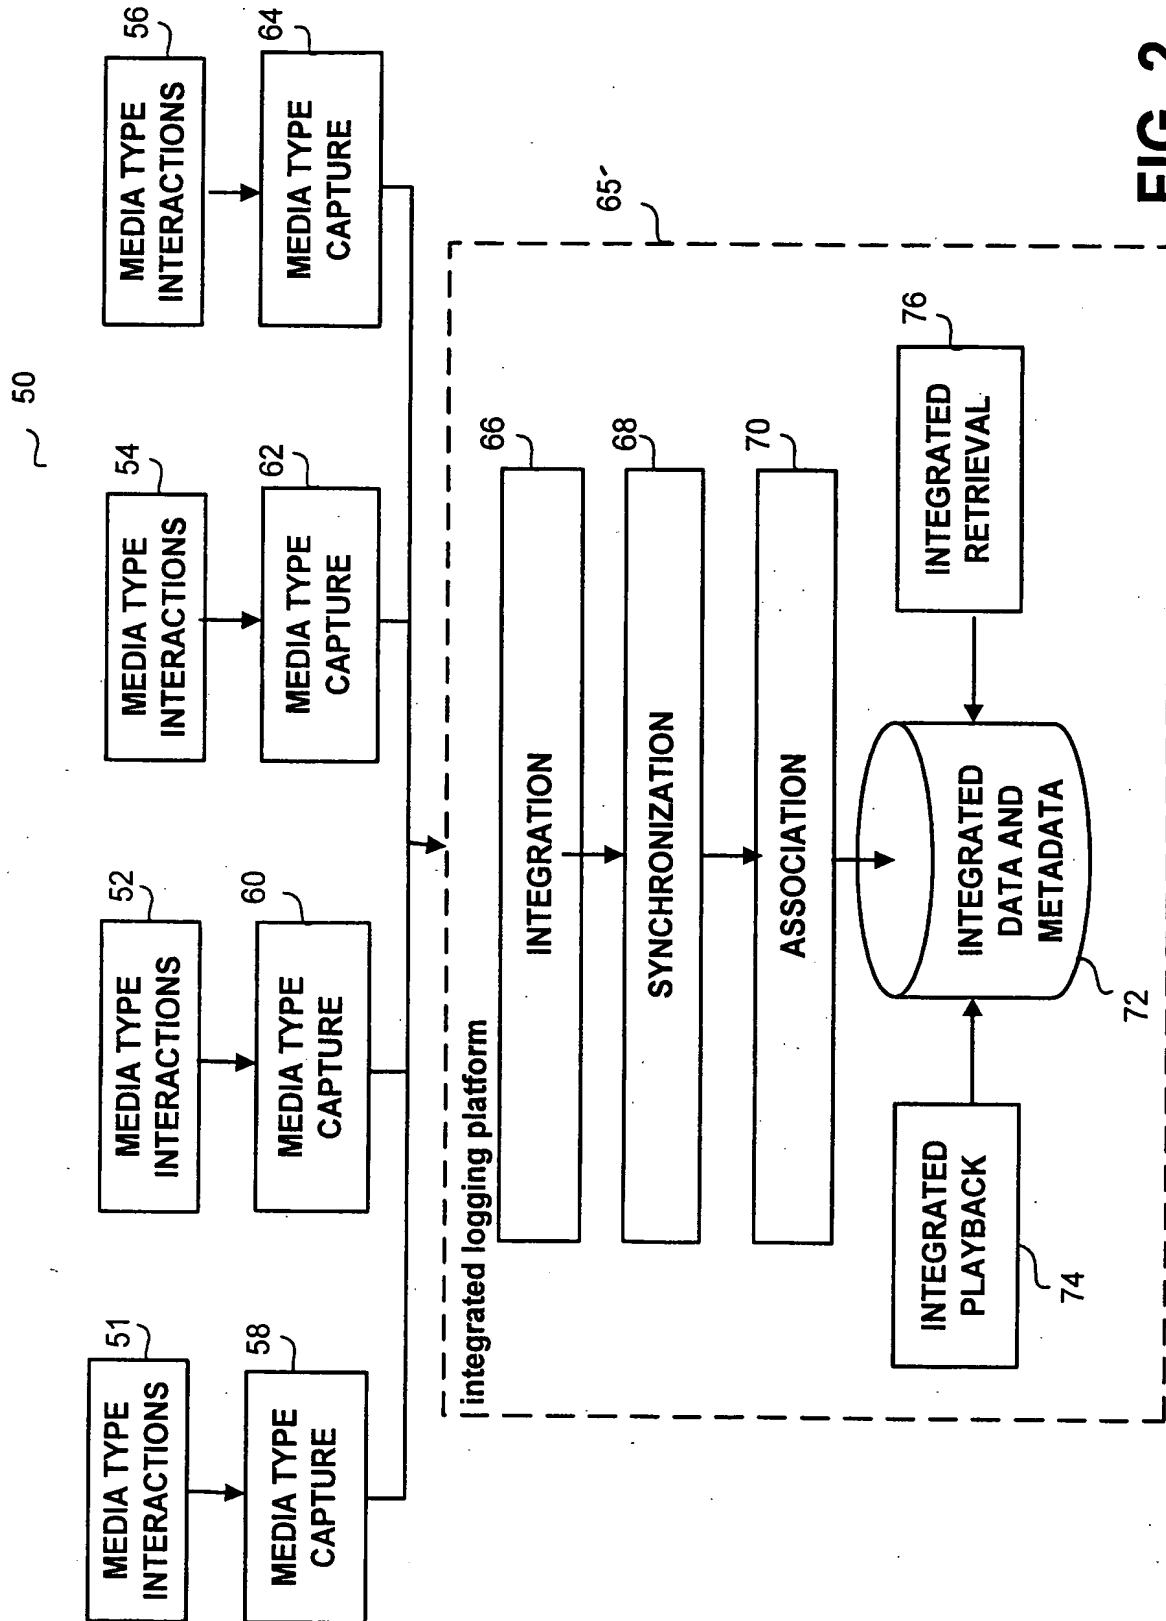 50
51
MEDIA TYPE
INTERACTIONS
52
MEDIA TYPE
INTERACTIONS
54
MEDIA TYPE
INTERACTIONS
56
MEDIA TYPE
INTERACTIONS
58
MEDIA TYPE
CAPTURE
60
MEDIA TYPE
CAPTURE
62
MEDIA TYPE
CAPTURE
64
MEDIA TYPE
CAPTURE
65
integrated logging platform
66
INTEGRATION
68
SYNCHRONIZATION
70
ASSOCIATION
INTEGRATED
PLAYBACK
74
INTEGRATED
DATA AND
METADATA
72
76
INTEGRATED
RETRIEVAL
FIG. 2